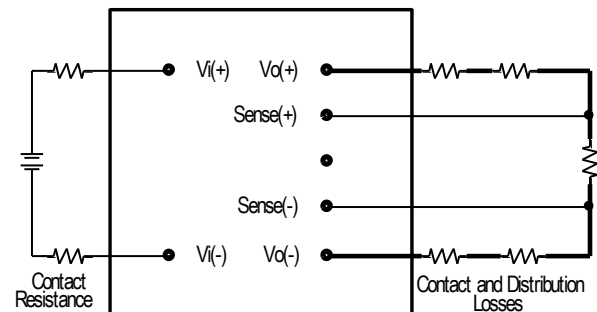 Vi(+) Vo(+)
Sense(+)
Sense(-)
Vi(-) Vo(-)
Contact
Resistance
Contact and Distribution
Losses